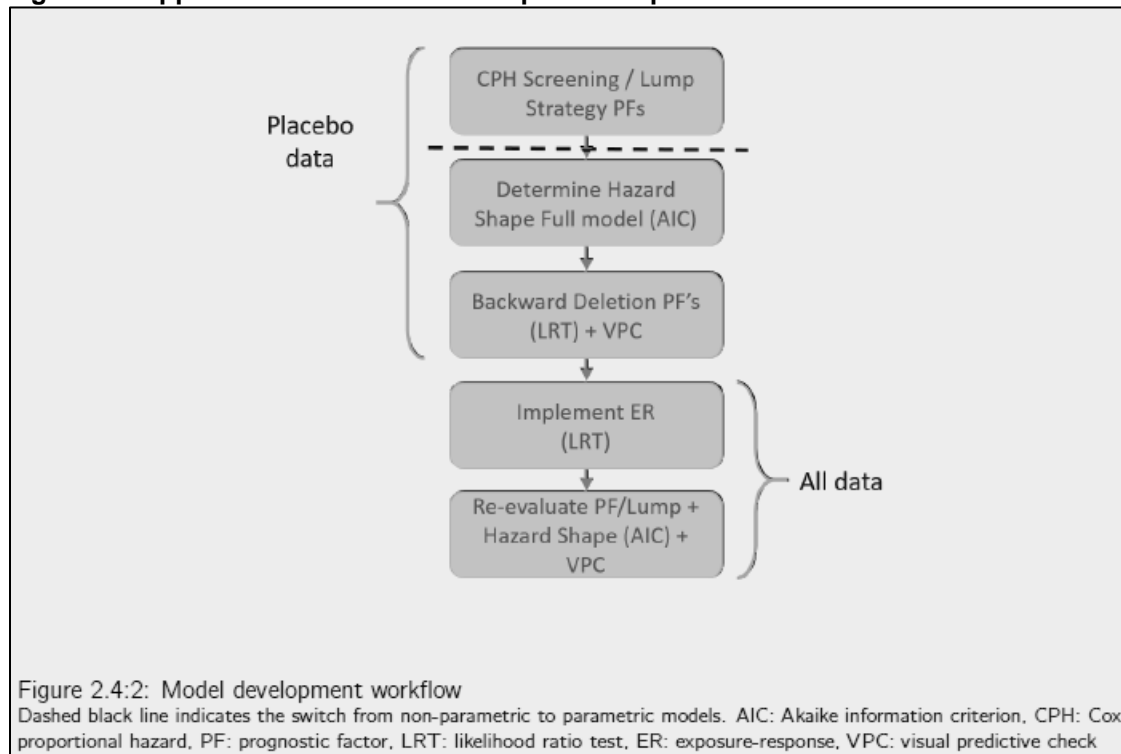 CPH Screening / Lump
Strategy PFs
Placebo
data
Determine Hazard
Shape Full model (AIC)
Backward Deletion PF's
(LRT) + VPC
Implement ER
(LRT)
All data
Re-evaluate PF/Lump +
Hazard Shape (AIC) +
VPC
Figure 2.4:2: Model development workflow
Dashed black line indicates the switch from non-parametric to parametric models. AIC: Akaike information criterion, CPH: Cox
proportional hazard, PF: prognostic factor, LRT: likelihood ratio test, ER: exposure-response, VPC: visual predictive check